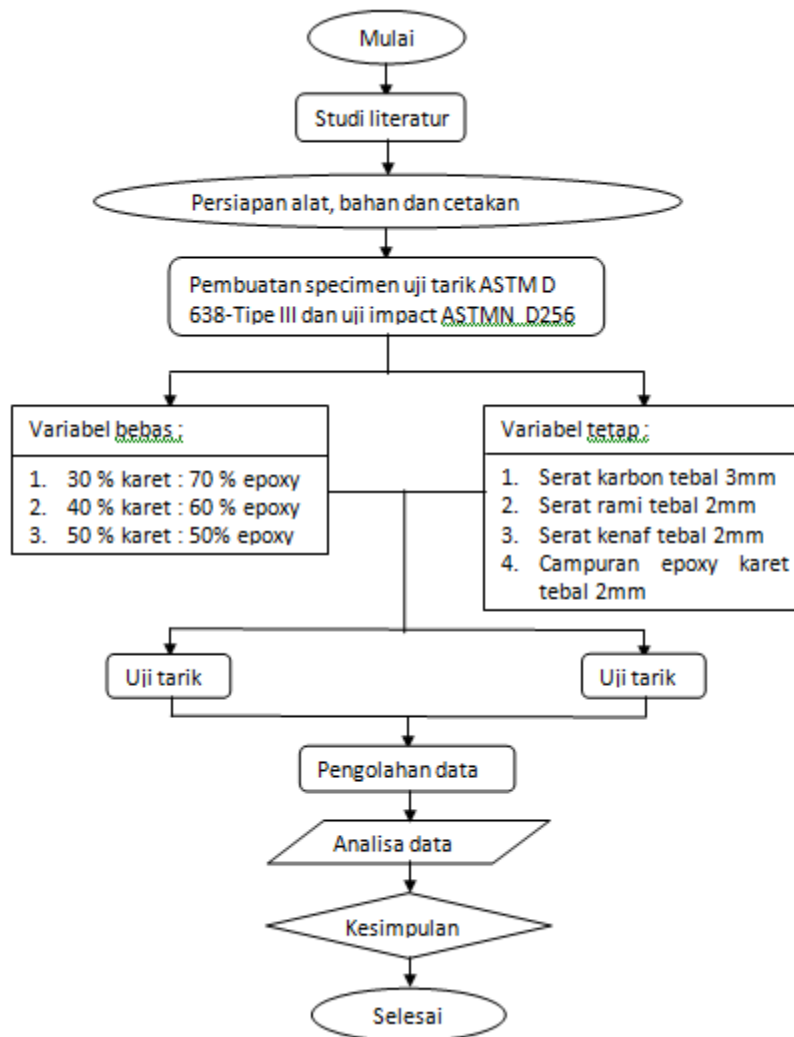 Mulai
Studi literatur
Persiapan alat, bahan dan cetakan
Pembuatan specimen uji tarik ASTM D
638-Tipe III dan uji impact ASTMN D256
Variabel bebas ;
1. 30 % karet : 70 % epoxy
2. 40 % karet : 60 % epoxy
3. 50 % karet : 50% epoxy
Variabel tetap ;
1. Serat karbon tebal 3mm
2. Serat rami tebal 2mm
3. Serat kenaf tebal 2mm
4. Campuran epoxy karet
tebal 2mm
Uji tarik
Uji tarik
Pengolahan data
Analisa data
Kesimpulan
Selesai